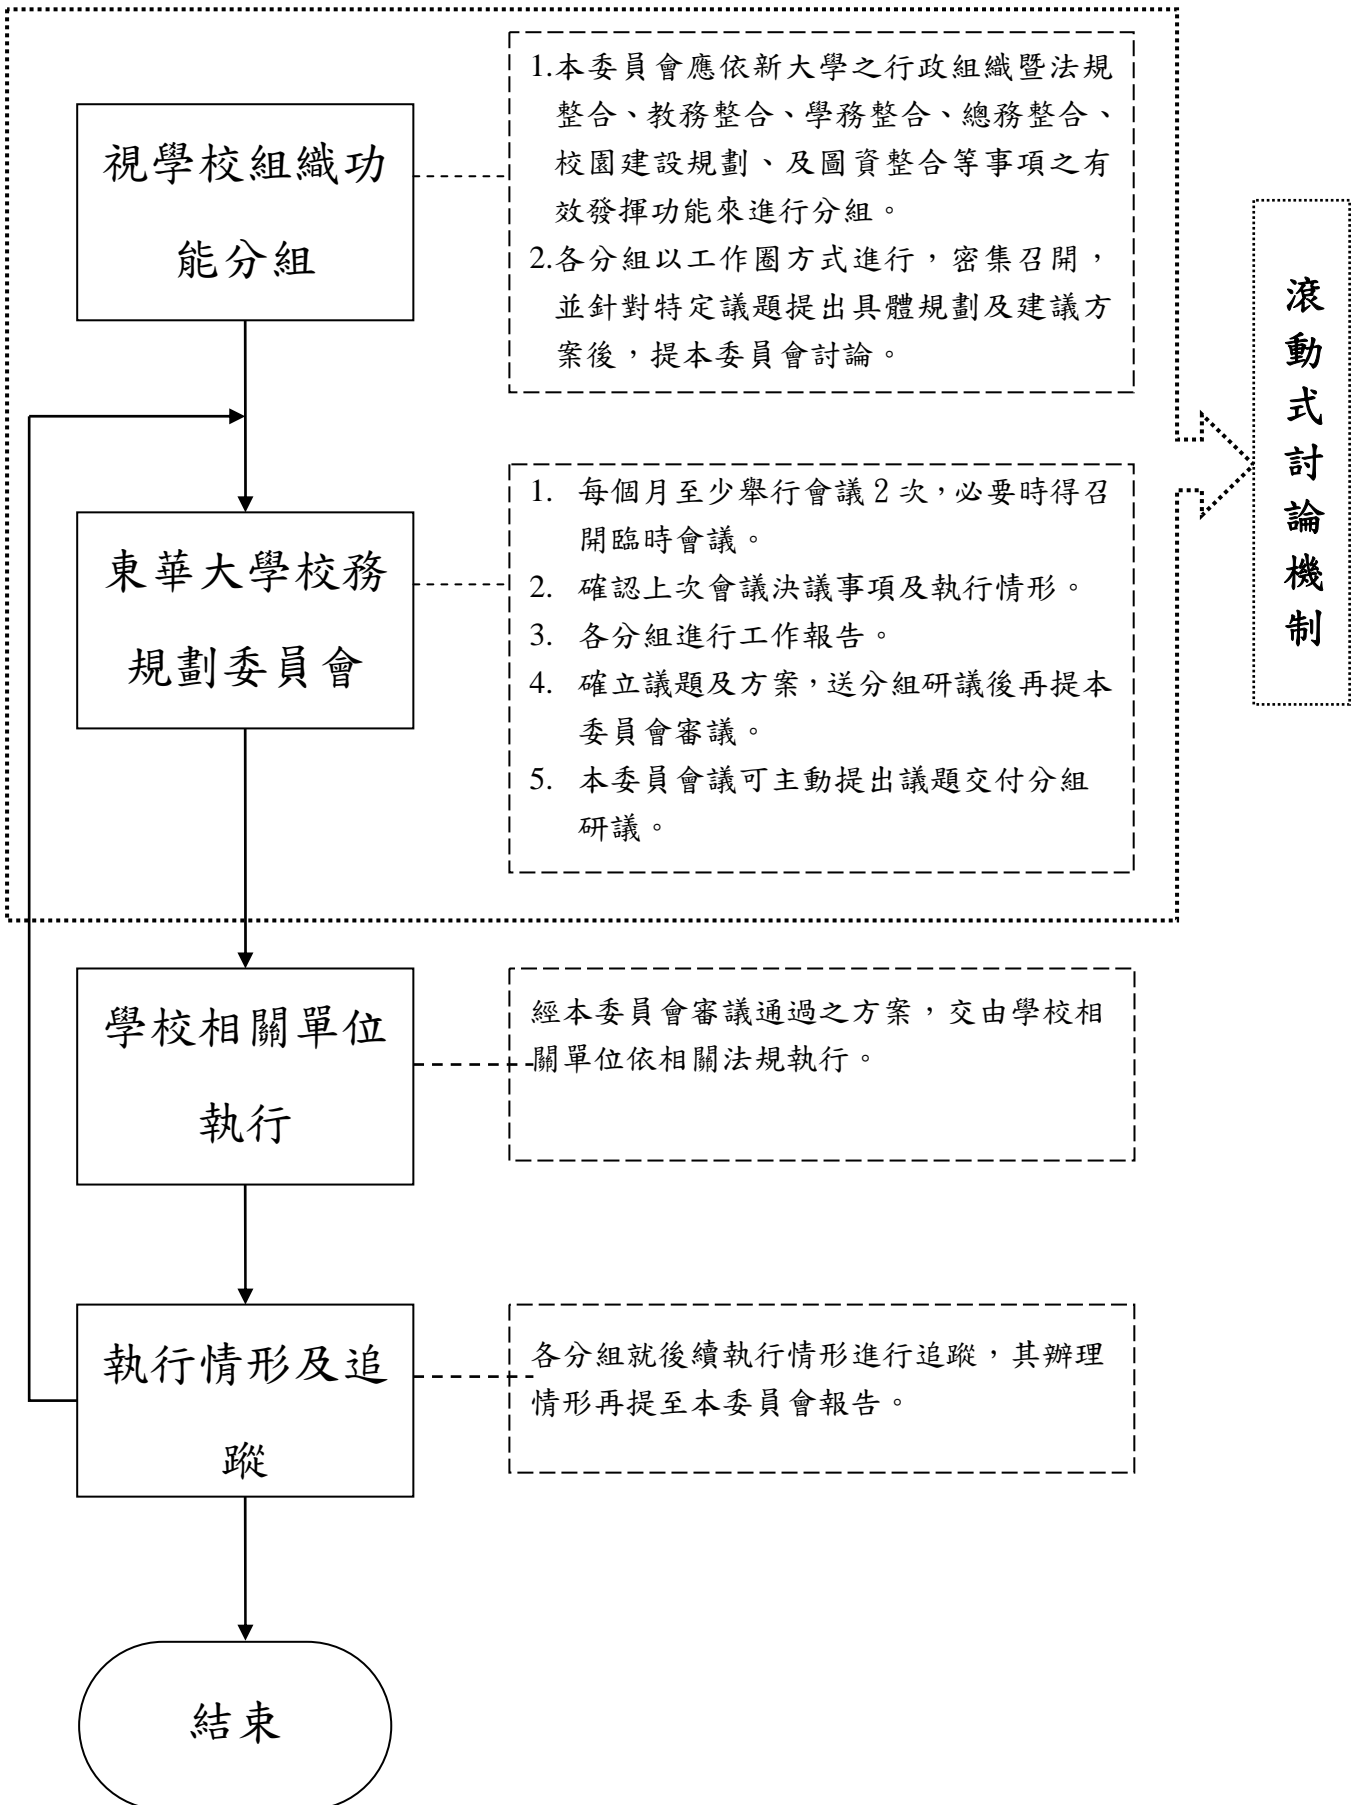 視學校組織功
能分組
1.本委員會應依新大學之行政組織暨法規
整合、教務整合、學務整合、總務整合、
校園建設規劃、及圖資整合等事項之有
效發揮功能來進行分組。
2.各分組以工作圈方式進行，密集召開，
並針對特定議題提出具體規劃及建議方
案後，提本委員會討論。
滾動式討論機制
東華大學校務
規劃委員會
1. 每個月至少舉行會議2次，必要時得召
開臨時會議。
2. 確認上次會議決議事項及執行情形。
3. 各分組進行工作報告。
4. 確立議題及方案，送分組研議後再提本
委員會審議。
5. 本委員會議可主動提出議題交付分組
研議。
學校相關單位
執行
經本委員會審議通過之方案，交由學校相
關單位依相關法規執行。
執行情形及追
蹤
各分組就後續執行情形進行追蹤，其辦理
情形再提至本委員會報告。
結束